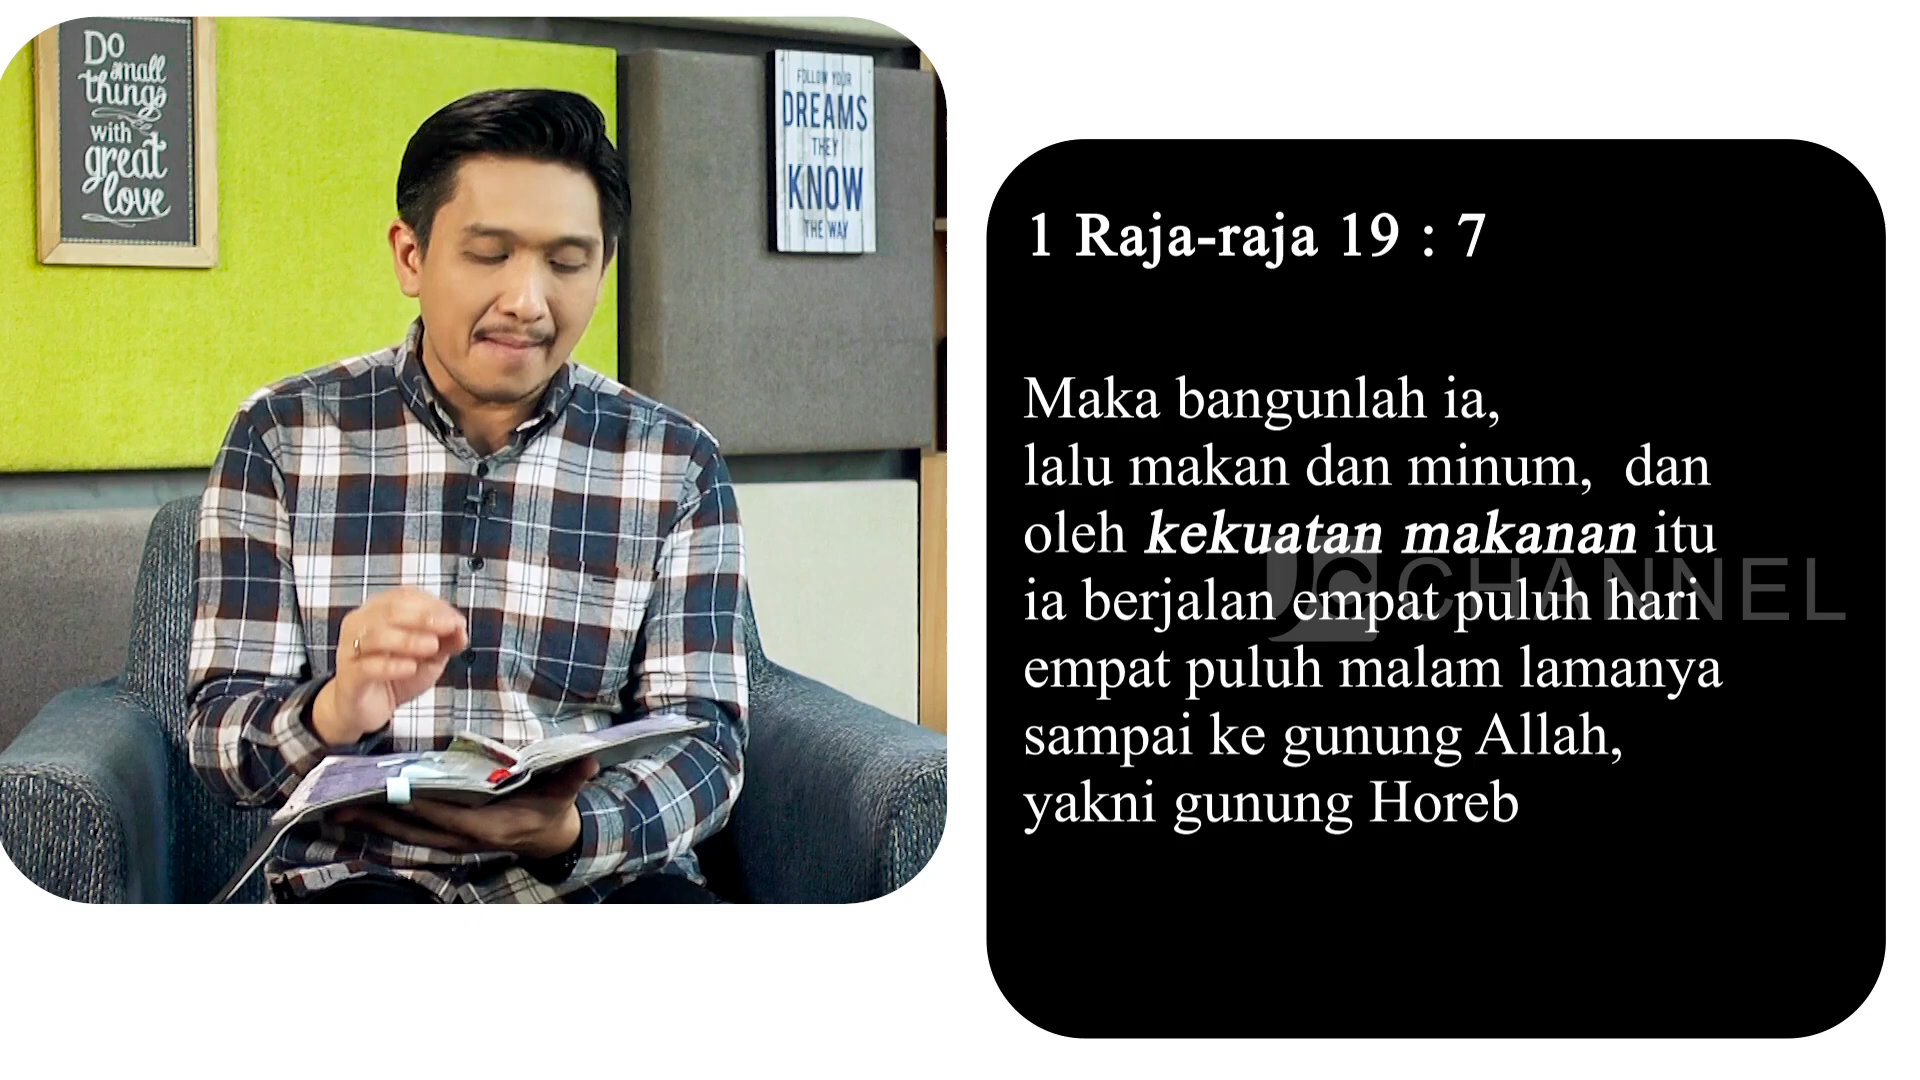 Do
small
things
with
great
love
FOLLOW YOUR
DREAMS
THEY
KNOW
THE WAY
1 Raja-raja 19 : 7
Maka bangunlah ia,
lalu makan dan minum,  dan
oleh kekuatan makanan itu
ia berjalan empat puluh hari
empat puluh malam lamanya
sampai ke gunung Allah,
yakni gunung Horeb
CHANNEL